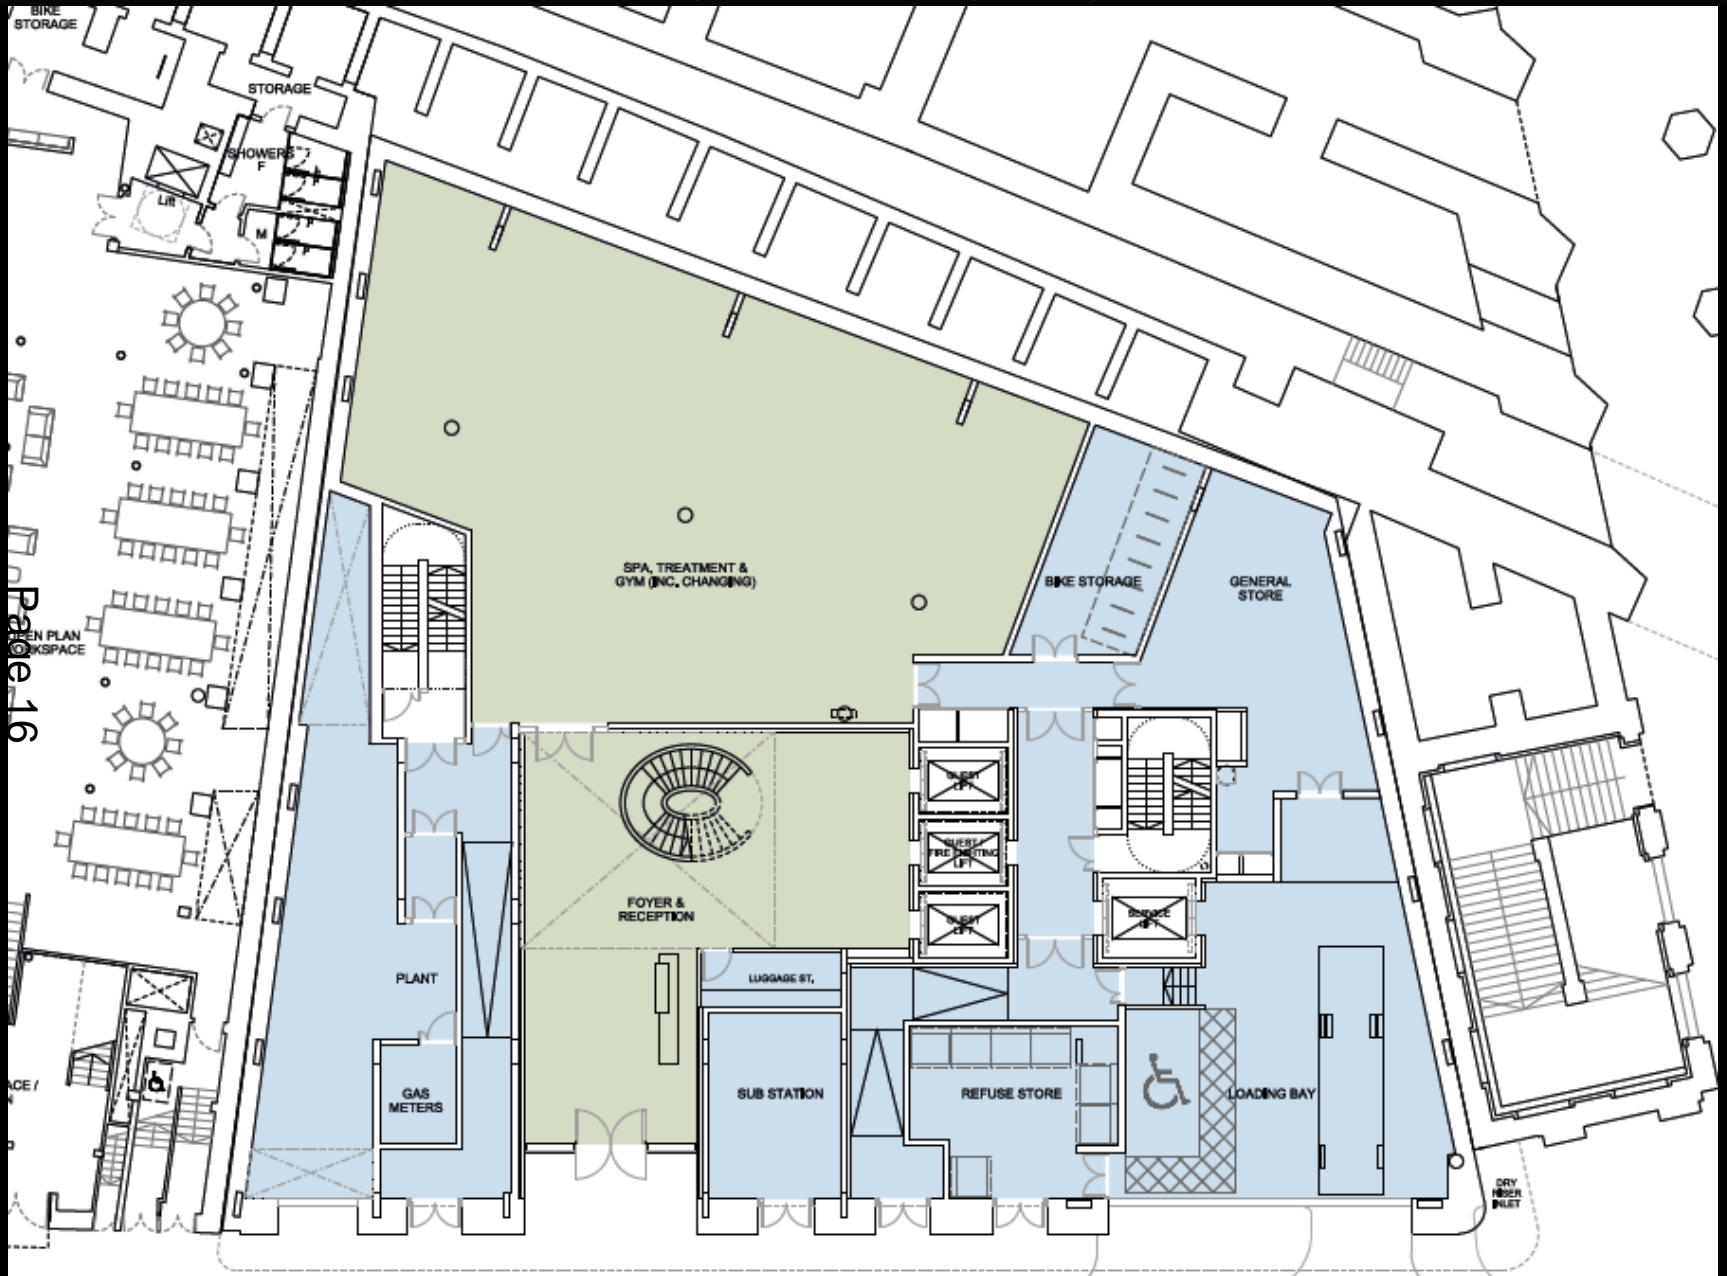 BIKE
STORAGE
STORAGE
SHOWERS
F
Lift
M
SPA, TREATMENT &
GYM (INC. CHANGING)
BIKE STORAGE
GENERAL
STORE
OPEN PLAN
WORKSPACE
Page 16
GUEST
LIFT
GUEST /
FIRE FIGHTING
LIFT
GUEST
LIFT
SERVICE
LIFT
FOYER &
RECEPTION
PLANT
LUGGAGE ST.
GAS
METERS
SUB STATION
REFUSE STORE
LOADING BAY
DRY
RISER
INLET